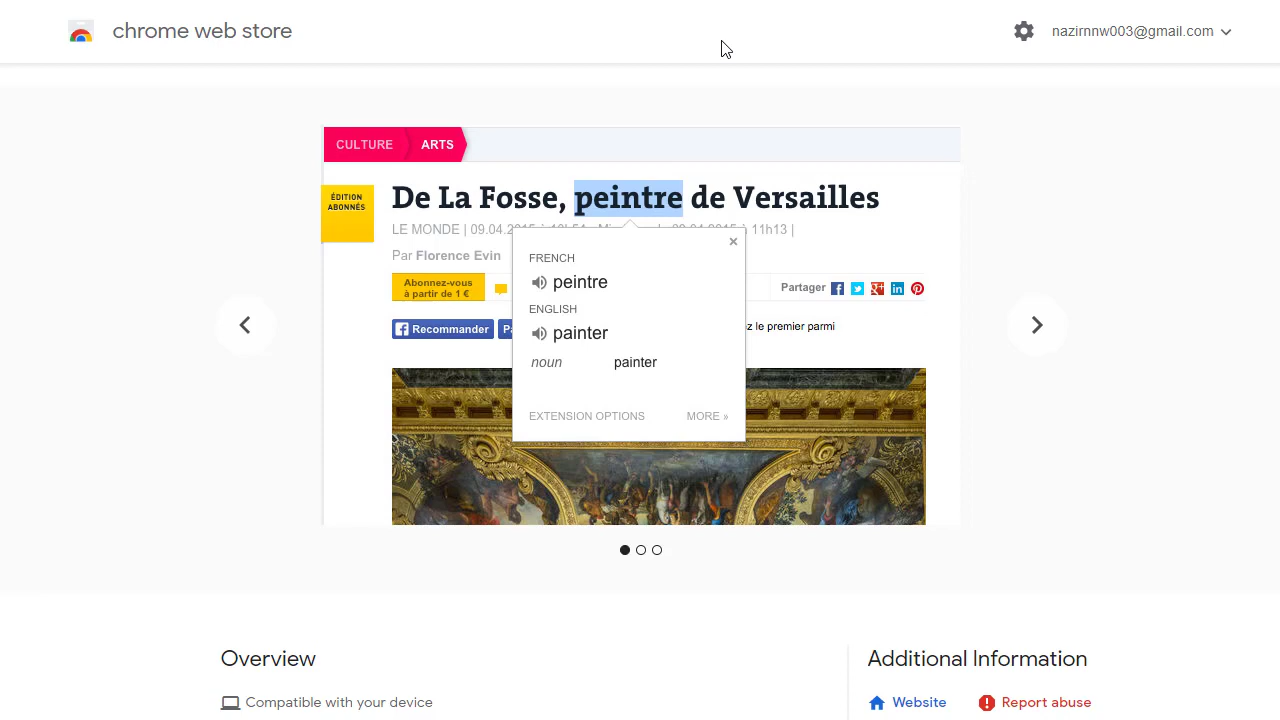 chrome web store
nazirnnw003@gmail.com
CULTURE ARTS
ÉDITION
ABONNÉS
De La Fosse, peintre de Versailles
LE MONDE | 09.04.2015 à 11h13 |
Par Florence Evin
×
FRENCH
peintre
ENGLISH
painter
noun painter
EXTENSION OPTIONS MORE »
Abonnez-vous
à partir de 1 €
Partager
Recommander
z le premier parmi
Overview
Compatible with your device
Additional Information
Website Report abuse